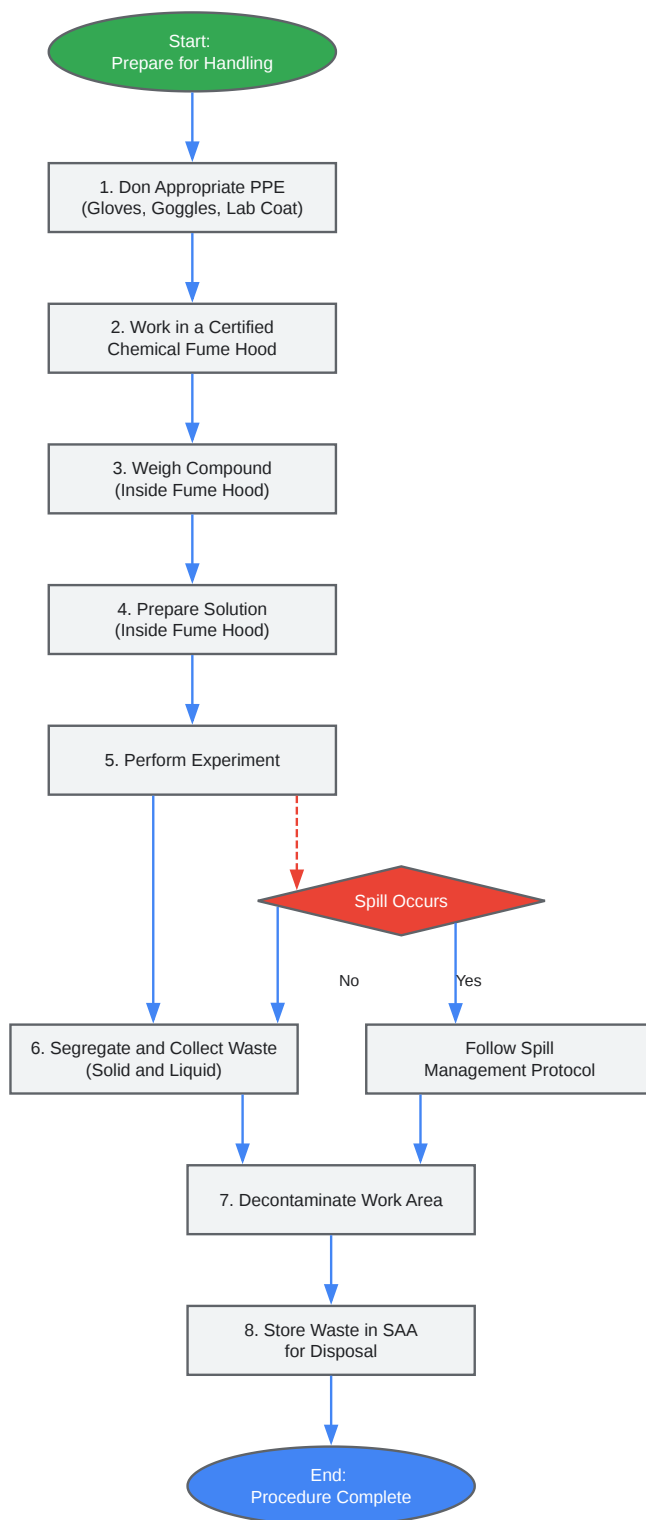 Start:
Prepare for Handling
1. Don Appropriate PPE
(Gloves, Goggles, Lab Coat)
2. Work in a Certified
Chemical Fume Hood
3. Weigh Compound
(Inside Fume Hood)
4. Prepare Solution
(Inside Fume Hood)
5. Perform Experiment
Spill Occurs
No
Yes
6. Segregate and Collect Waste
(Solid and Liquid)
Follow Spill
Management Protocol
7. Decontaminate Work Area
8. Store Waste in SAA
for Disposal
End:
Procedure Complete